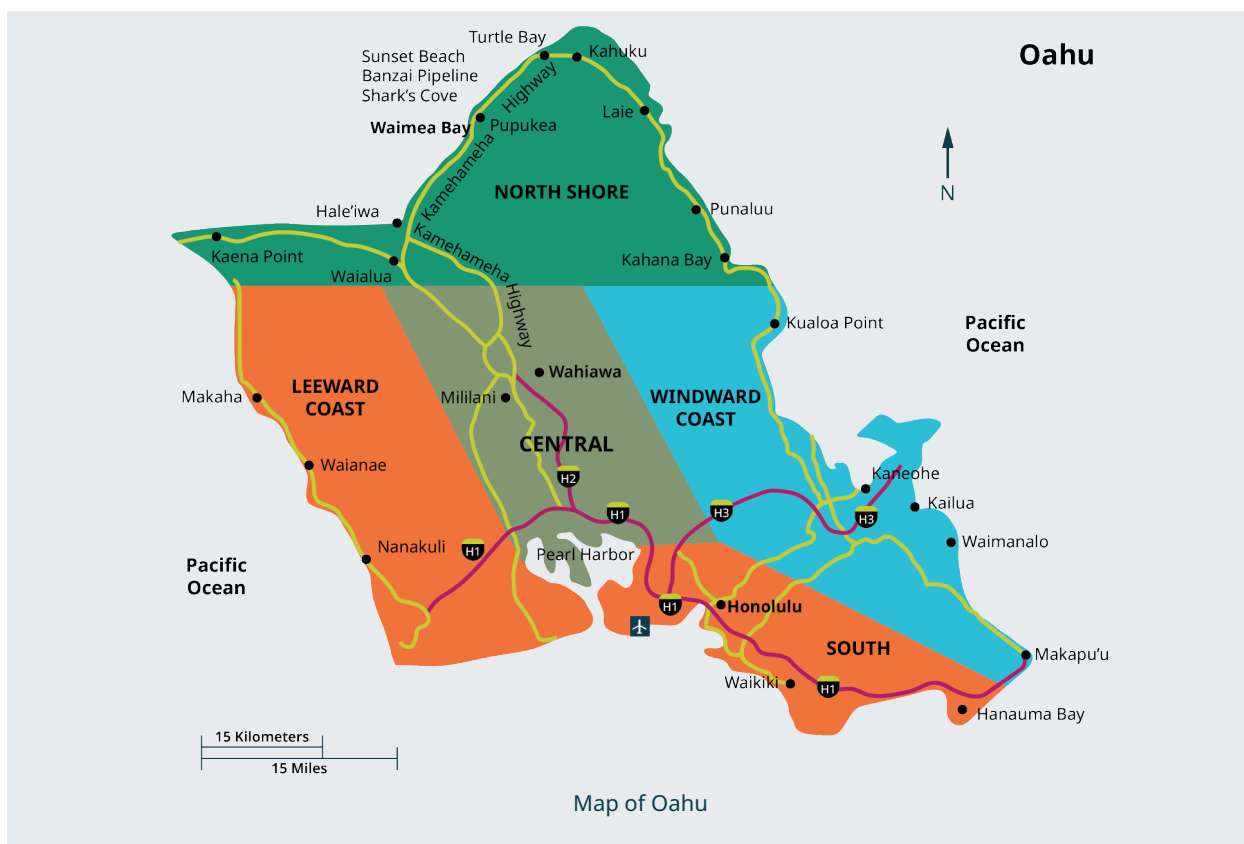 Oahu
Turtle Bay
Kahuku
Sunset Beach
Banzai Pipeline
Shark’s Cove
Highway
Laie
Waimea Bay
Pupukea
Kamehameha
NORTH SHORE
N
Hale’iwa
Punaluu
Kamehameha
Kaena Point
Kahana Bay
Waialua
Highway
Kualoa Point
Pacific
Ocean
Wahiawa
LEEWARD
COAST
Makaha
Mililani
WINDWARD
COAST
CENTRAL
Waianae
Kaneohe
H2
Kailua
H1
H3
H3
Waimanalo
Nanakuli
H1
Pearl Harbor
Pacific
Ocean
H1
Honolulu
SOUTH
Makapu’u
Waikiki
H1
Hanauma Bay
15 Kilometers
15 Miles
Map of Oahu